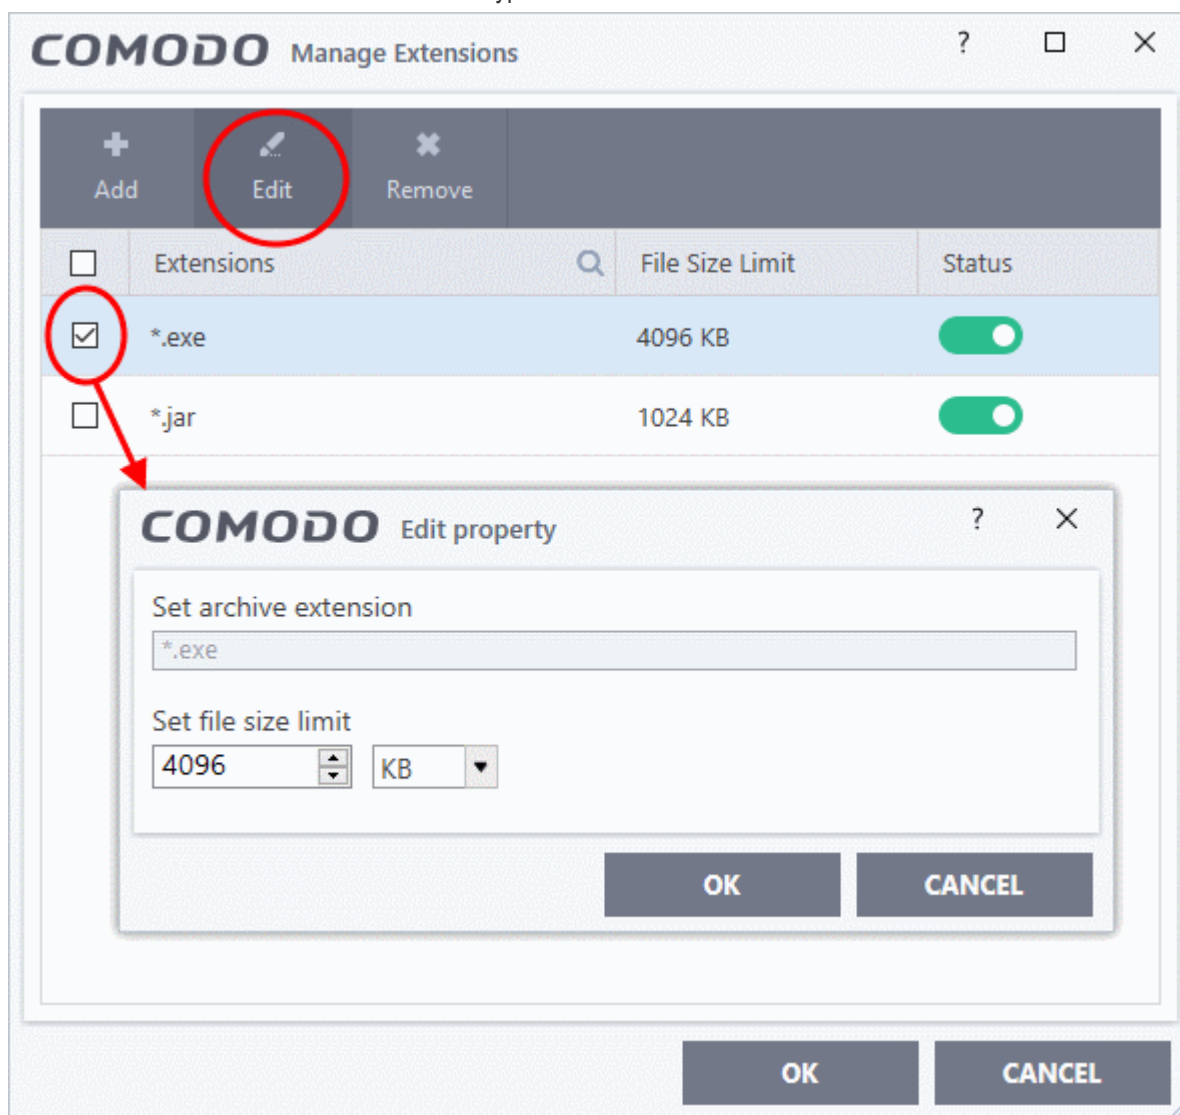 COMODO Manage Extensions ?
Add Edit Remove
Extensions File Size Limit Status
*.exe 4096 KB
*.jar 1024 KB
COMODO Edit property ?
Set archive extension
*.exe
Set file size limit
4096 KB
OK CANCEL
OK CANCEL